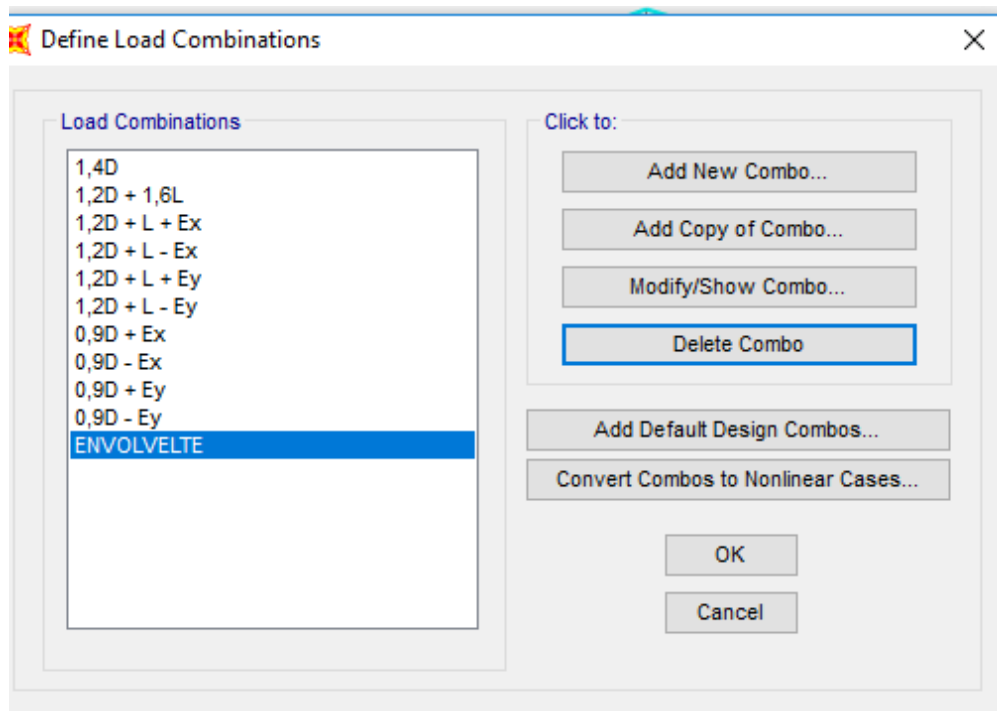 Define Load Combinations
Load Combinations
1,4D
1,2D + 1,6L
1,2D + L + Ex
1,2D + L - Ex
1,2D + L + Ey
1,2D + L - Ey
0,9D + Ex
0,9D - Ex
0,9D + Ey
0,9D - Ey
ENVOLVELTE
Click to:
Add New Combo...
Add Copy of Combo...
Modify/Show Combo...
Delete Combo
Add Default Design Combos...
Convert Combos to Nonlinear Cases...
OK
Cancel